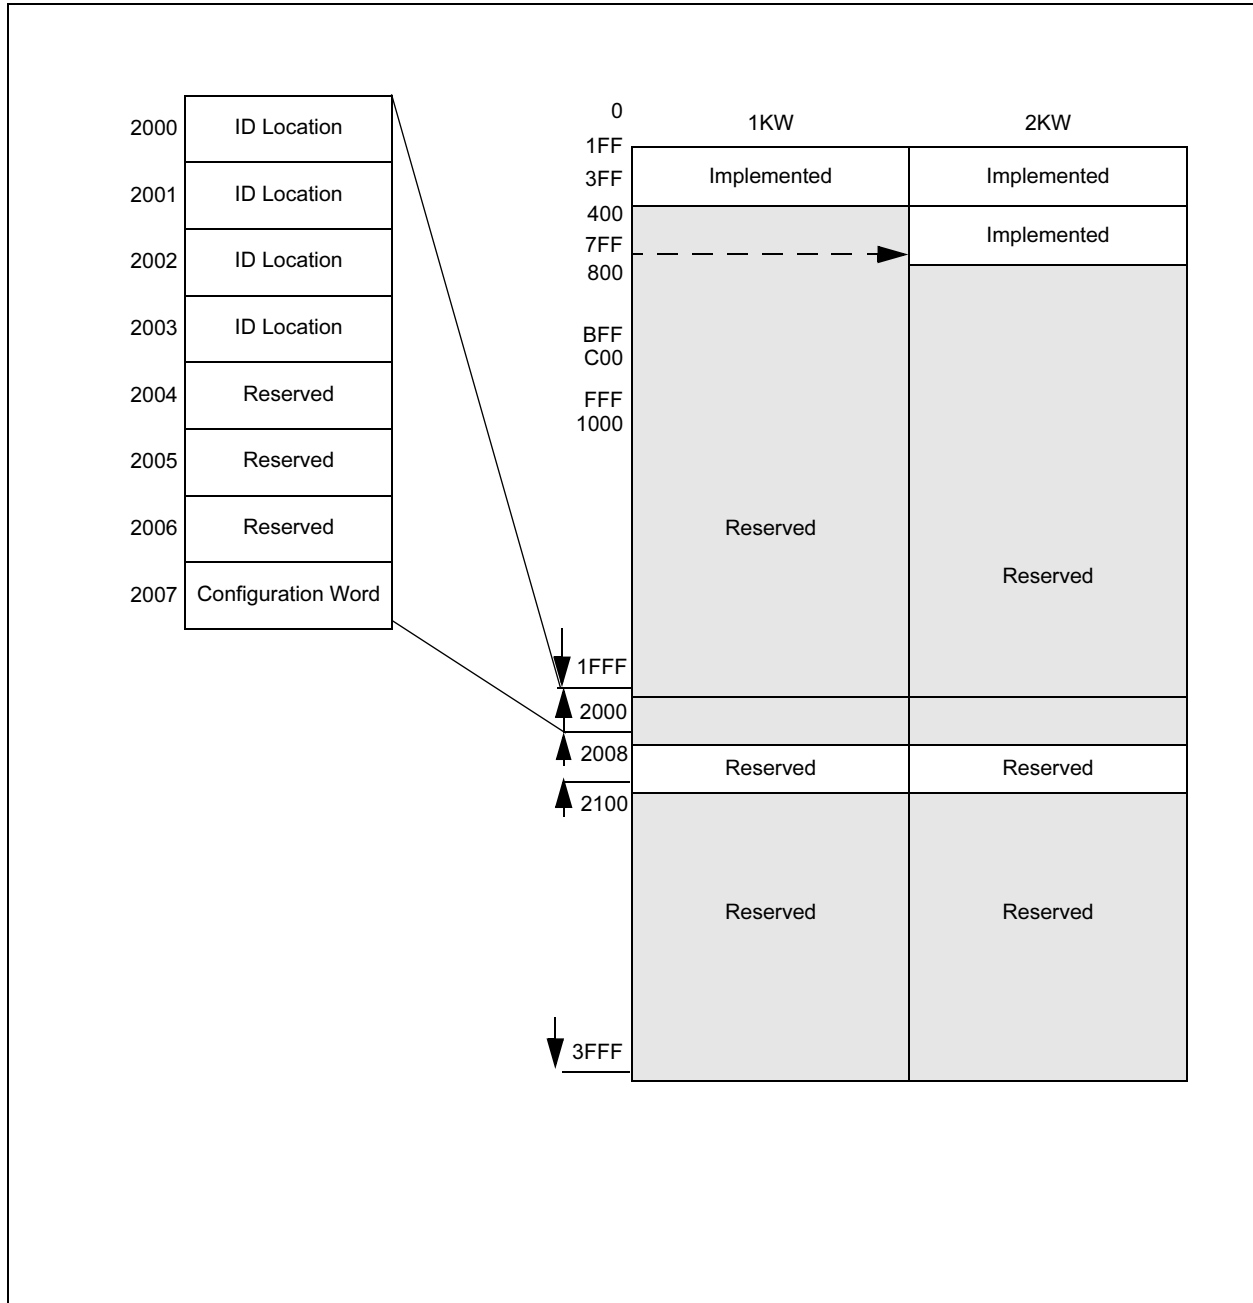 2000 ID Location
2001 ID Location
2002 ID Location
2003 ID Location
2004 Reserved
2005 Reserved
2006 Reserved
2007 Configuration Word
0
1KW 2KW
1FF
3FF Implemented Implemented
400
Implemented
7FF
800
BFF
C00
FFF
1000
Reserved
Reserved
1FFF
2000
2008 Reserved Reserved
2100
Reserved Reserved
3FFF